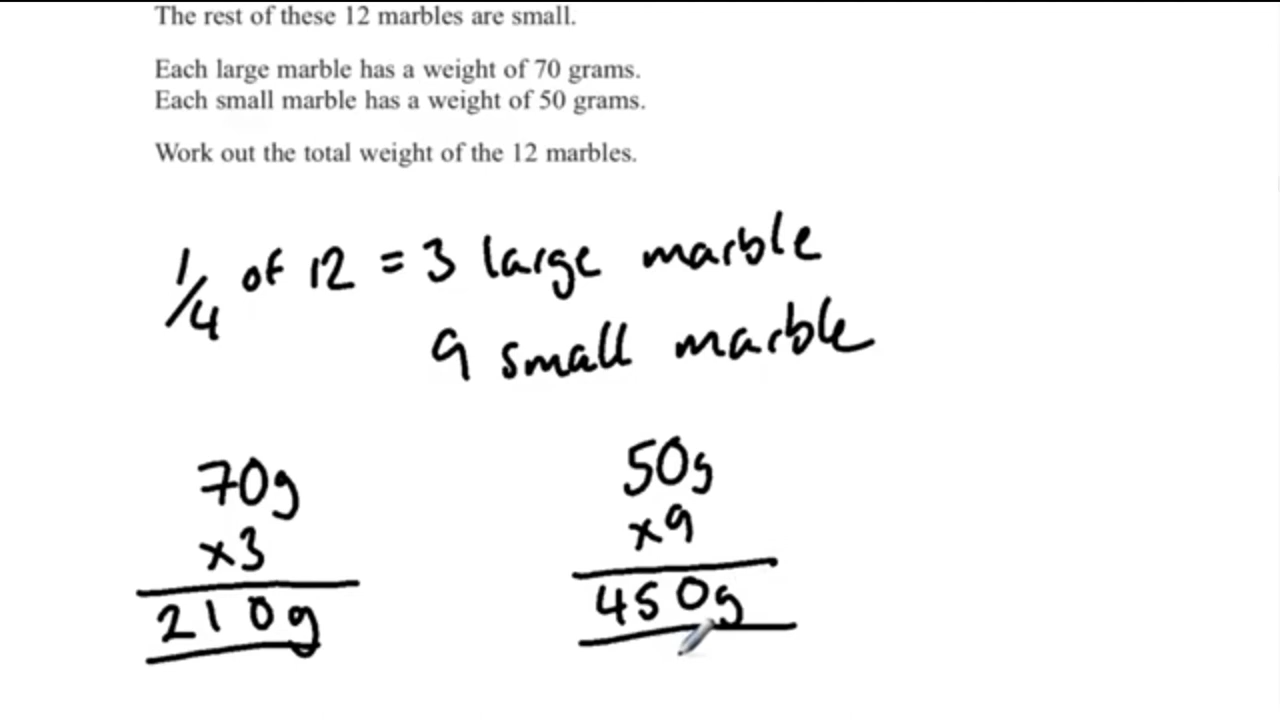 The rest of these 12 marbles are small.
Each large marble has a weight of 70 grams.
Each small marble has a weight of 50 grams.
Work out the total weight of the 12 marbles.
1/4 of 12 = 3 large marble
9 small marble
70g
x3
210g
50g
x9
450g